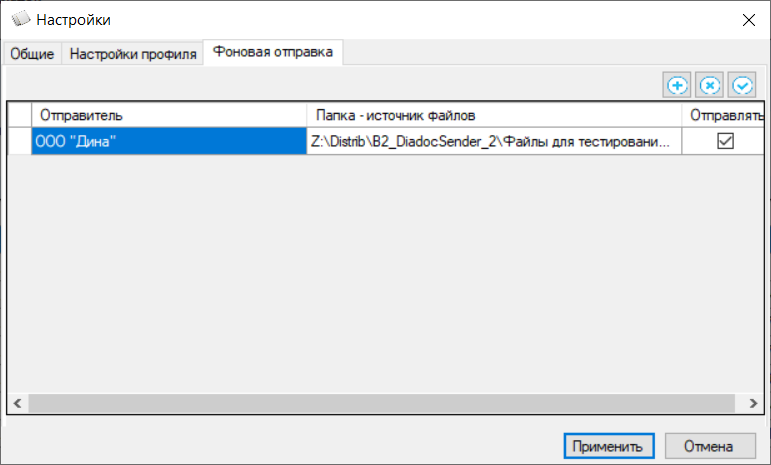 Настройки
Общие Настройки профиля Фоновая отправка
Отправитель Папка - источник файлов Отправлять
ООО "Дина" Z:\Distrib\B2_DiadocSender_2\Файлы для тестировани...
Применить Отмена